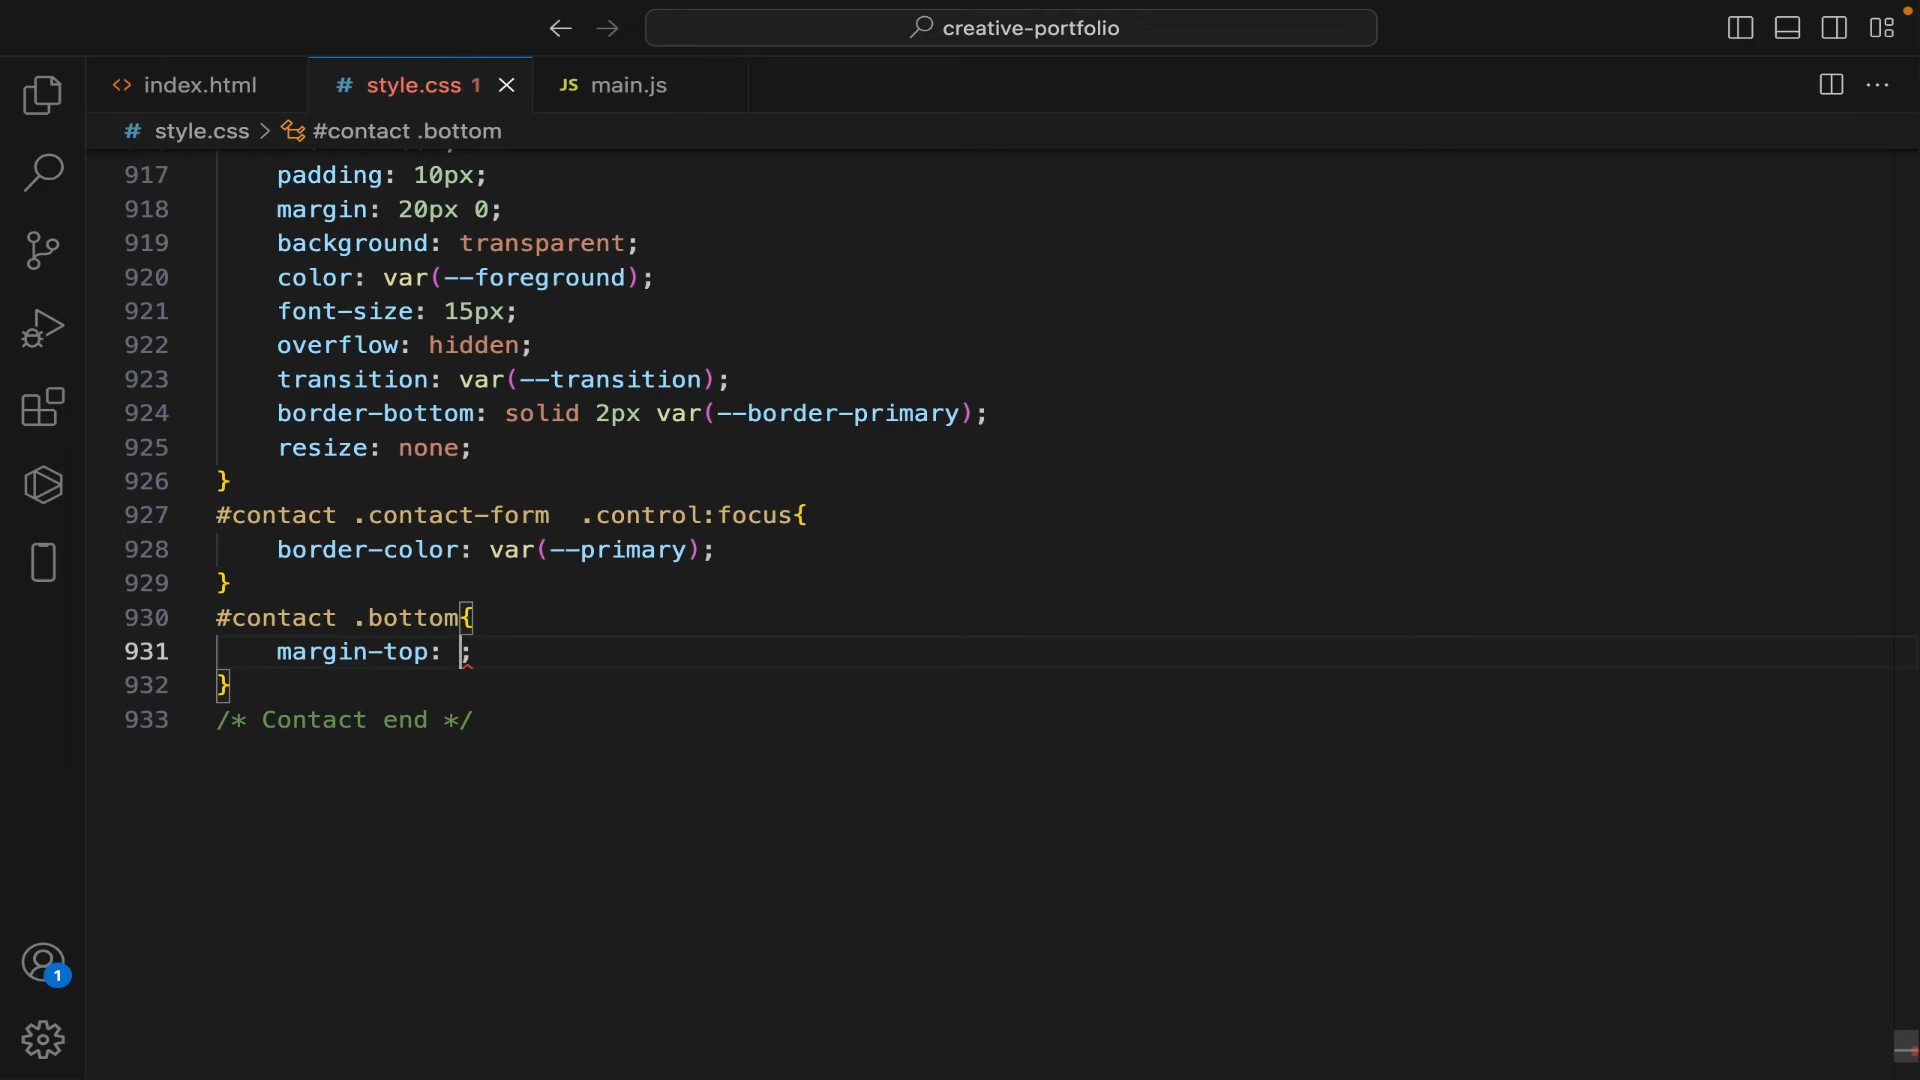 creative-portfolio
<> index.html
# style.css 1
JS main.js
# style.css > #contact .bottom
917 padding: 10px;
918 margin: 20px 0;
919 background: transparent;
920 color: var(--foreground);
921 font-size: 15px;
922 overflow: hidden;
923 transition: var(--transition);
924 border-bottom: solid 2px var(--border-primary);
925 resize: none;
926 }
927 #contact .contact-form  .control:focus{
928 border-color: var(--primary);
929 }
930 #contact .bottom{
931 margin-top: ;
932 }
933 /* Contact end */
1